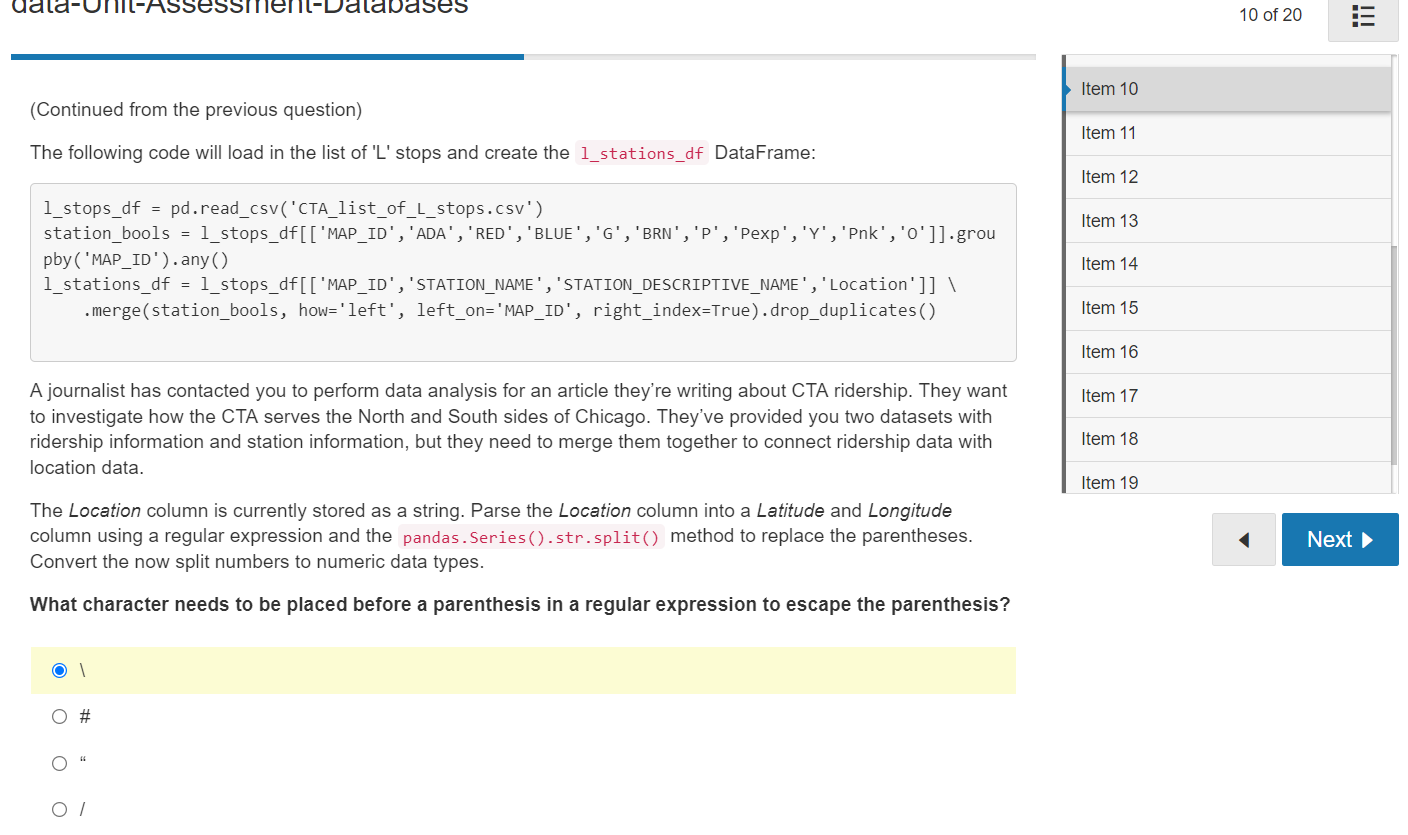 data-Unit-Assessment-Databases
10 of 20
(Continued from the previous question)
The following code will load in the list of 'L' stops and create the l_stations_df DataFrame:
l_stops_df = pd.read_csv('CTA_list_of_L_stops.csv')
station_bools = l_stops_df[['MAP_ID','ADA','RED','BLUE','G','BRN','P','Pexp','Y','Pnk','O']].grou
pby('MAP_ID').any()
l_stations_df = l_stops_df[['MAP_ID','STATION_NAME','STATION_DESCRIPTIVE_NAME','Location']] \
.merge(station_bools, how='left', left_on='MAP_ID', right_index=True).drop_duplicates()
A journalist has contacted you to perform data analysis for an article they’re writing about CTA ridership. They want
to investigate how the CTA serves the North and South sides of Chicago. They’ve provided you two datasets with
ridership information and station information, but they need to merge them together to connect ridership data with
location data.
The Location column is currently stored as a string. Parse the Location column into a Latitude and Longitude
column using a regular expression and the pandas.Series().str.split() method to replace the parentheses.
Convert the now split numbers to numeric data types.
What character needs to be placed before a parenthesis in a regular expression to escape the parenthesis?
\
#
“
/
Item 10
Item 11
Item 12
Item 13
Item 14
Item 15
Item 16
Item 17
Item 18
Item 19
Next